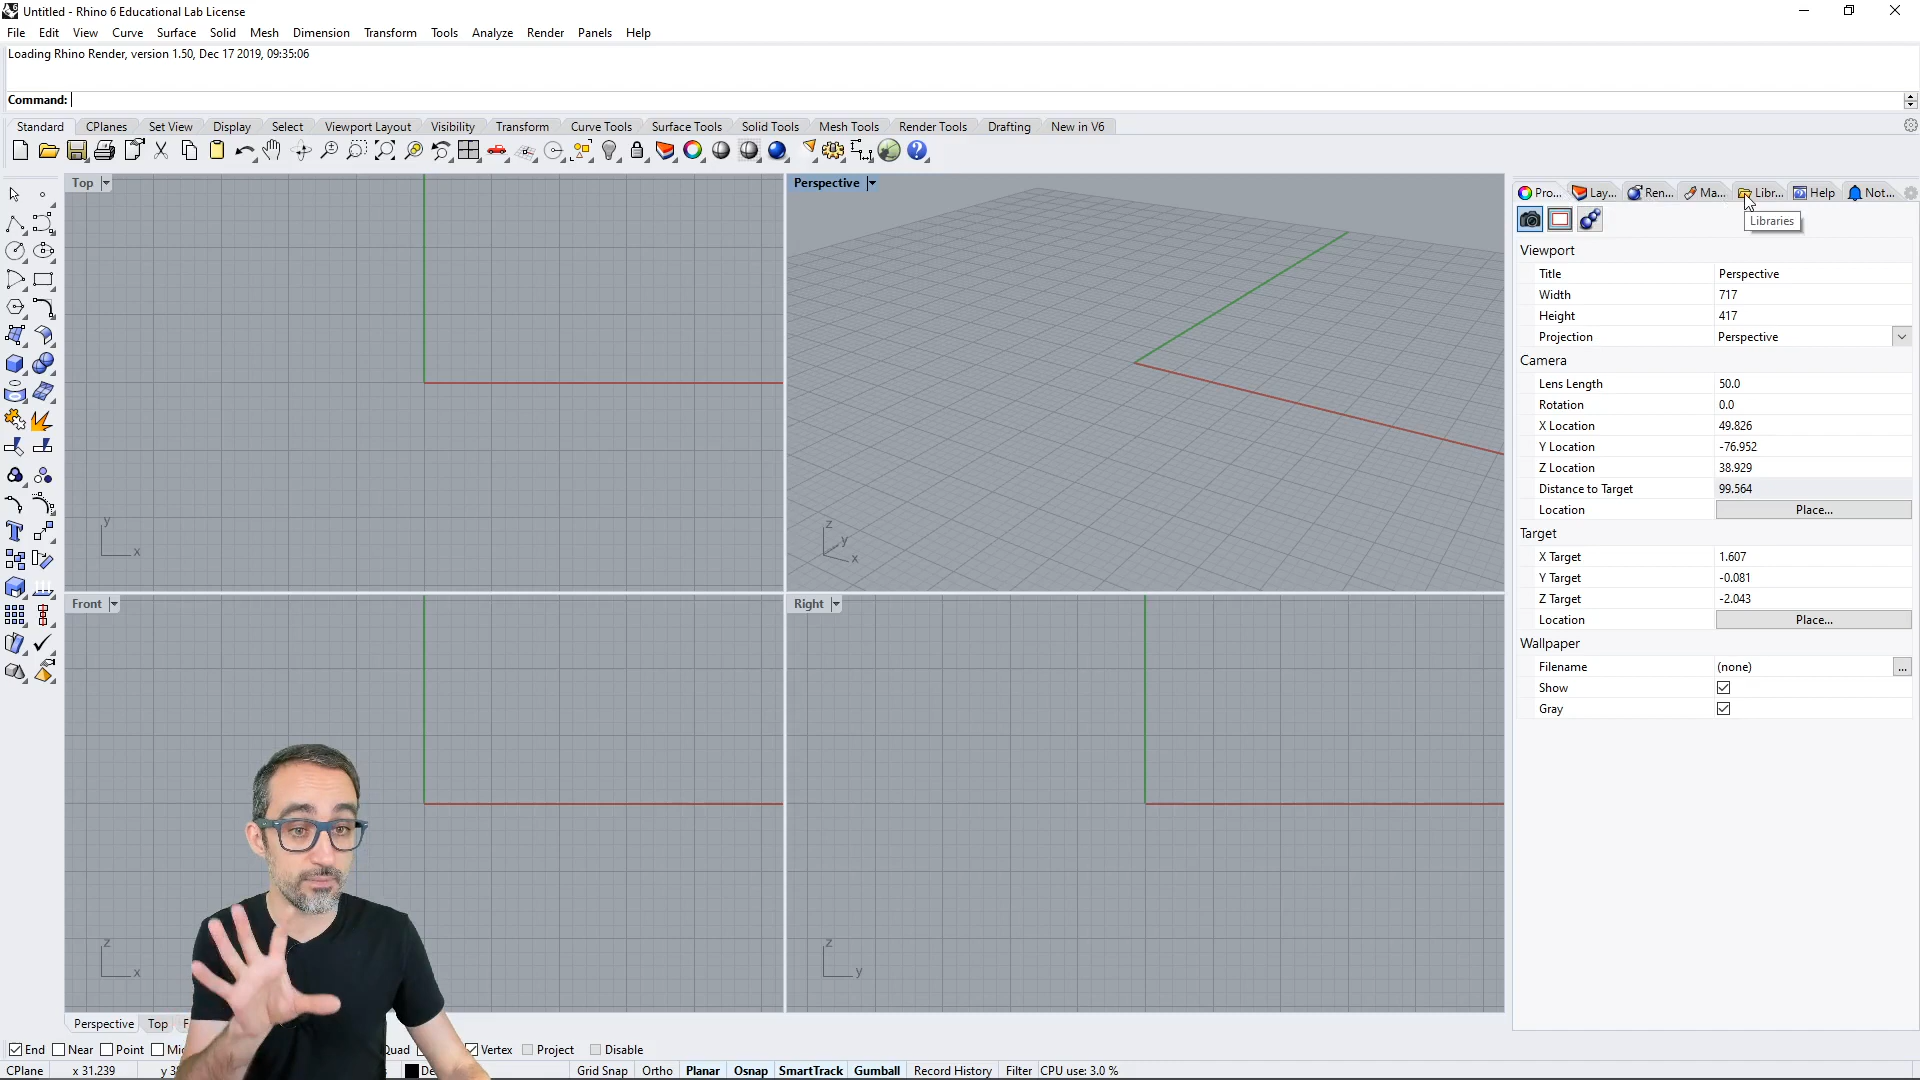 Untitled - Rhino 6 Educational Lab License
File Edit View Curve Surface Solid Mesh Dimension Transform Tools Analyze Render Panels Help
Loading Rhino Render, version 1.50, Dec 17 2019, 09:35:06
Command:
Standard CPlanes Set View Display Select Viewport Layout Visibility Transform Curve Tools Surface Tools Solid Tools Mesh Tools Render Tools Drafting New in V6
Top
Perspective
Pro... Lay... Ren... Ma... Libr... Help Not...
Libraries
Viewport
Title Perspective
Width 717
Height 417
Projection Perspective
Camera
Lens Length 50.0
Rotation 0.0
X Location 49.826
Y Location -76.952
Z Location 38.929
Distance to Target 99.564
Location Place...
Target
X Target 1.607
Y Target -0.081
Z Target -2.043
Location Place...
Wallpaper
Filename (none) ...
Show
Gray
y
x
z
y
x
Front
Right
z
x
z
y
Perspective Top F
End Near Point Mi Quad Vertex Project Disable
CPlane x 31.239 y 3 De Grid Snap Ortho Planar Osnap SmartTrack Gumball Record History Filter CPU use: 3.0 %